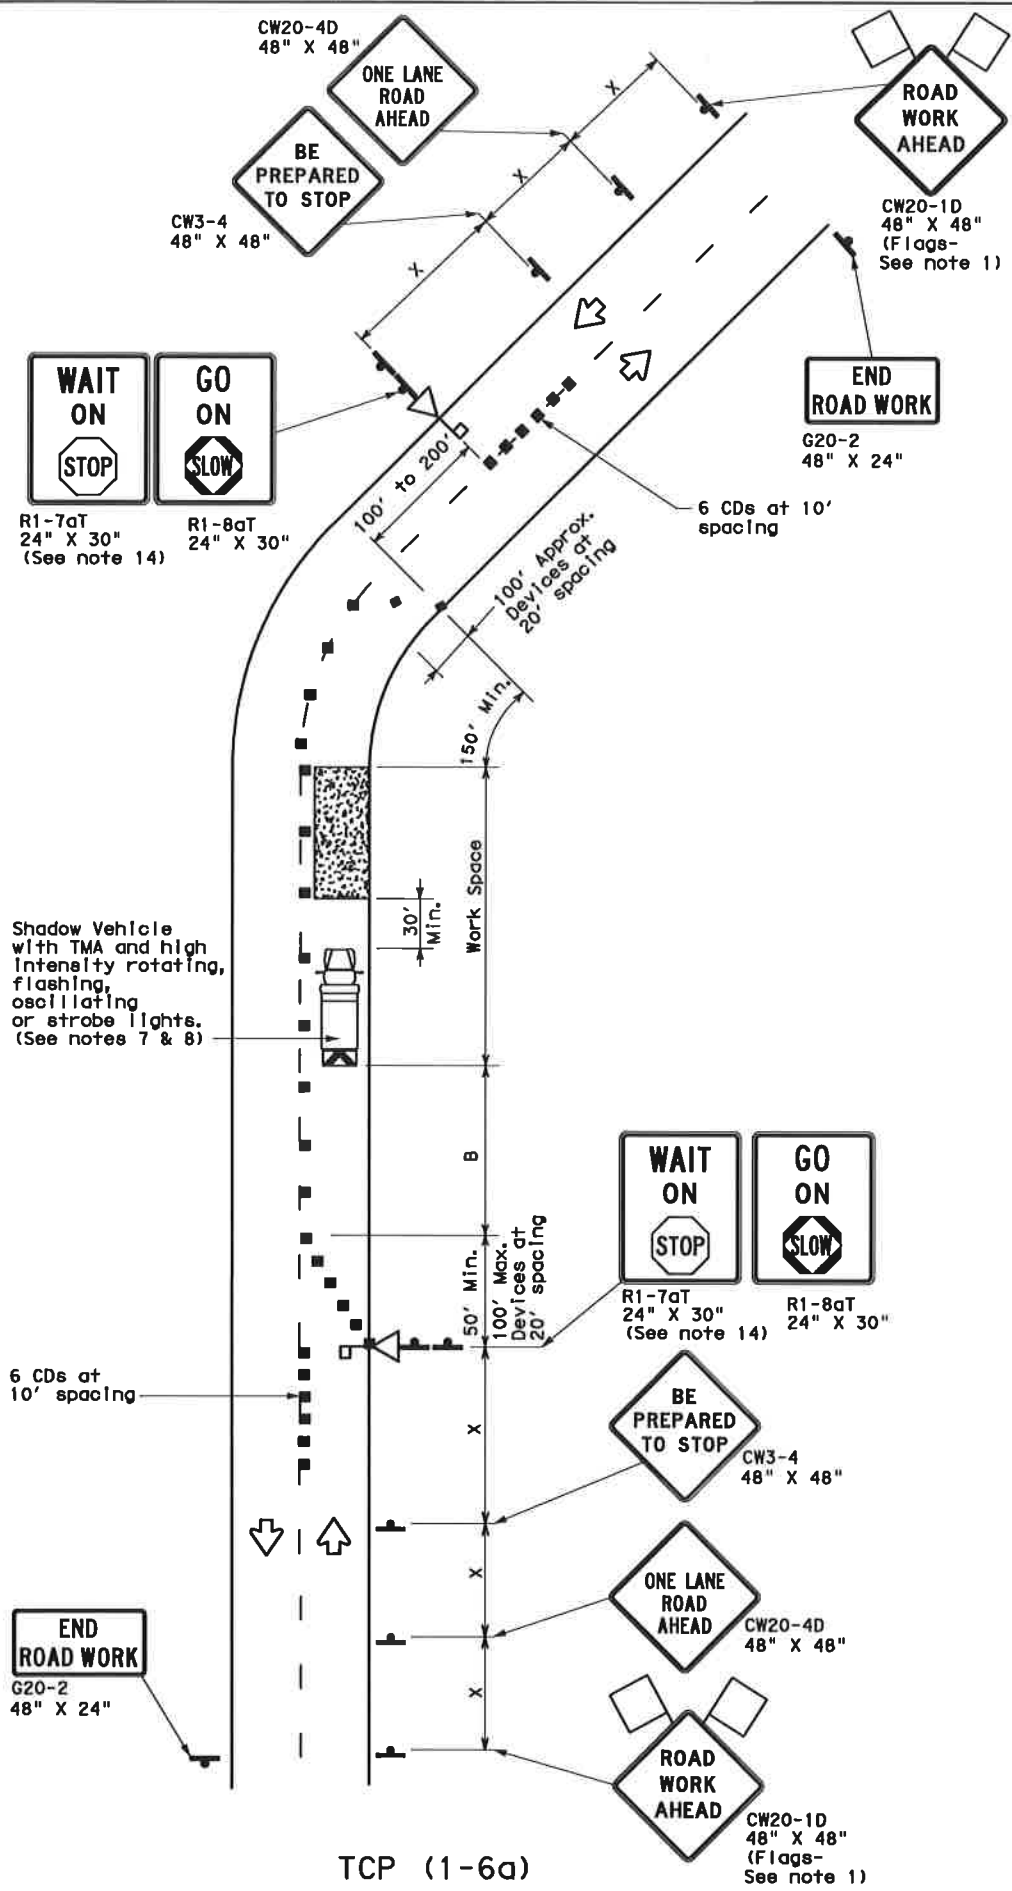 CW20-4D
48" X 48"
ONE LANE
ROAD
AHEAD
X
ROAD
WORK
AHEAD
BE
PREPARED
TO STOP
X
CW3-4
48" X 48"
CW20-1D
48" X 48"
(Flags-
See note 1)
X
WAIT
ON
STOP
GO
ON
SLOW
END
ROAD WORK
G20-2
48" X 24"
R1-7aT
24" X 30"
(See note 14)
R1-8aT
24" X 30"
100' to 200'
6 CDs at 10'
spacing
100' Approx.
Devices at
20' spacing
150' Min.
Work Space
30'
Min.
Shadow Vehicle
with TMA and high
intensity rotating,
flashing,
oscillating
or strobe lights.
(See notes 7 & 8)
B
WAIT
ON
STOP
GO
ON
SLOW
50' Min.
100' Max.
Devices at
20' spacing
R1-7aT
24" X 30"
(See note 14)
R1-8aT
24" X 30"
6 CDs at
10' spacing
X
BE
PREPARED
TO STOP
CW3-4
48" X 48"
X
ONE LANE
ROAD
AHEAD
CW20-4D
48" X 48"
END
ROAD WORK
G20-2
48" X 24"
X
ROAD
WORK
AHEAD
CW20-1D
48" X 48"
(Flags-
See note 1)
TCP (1-6a)